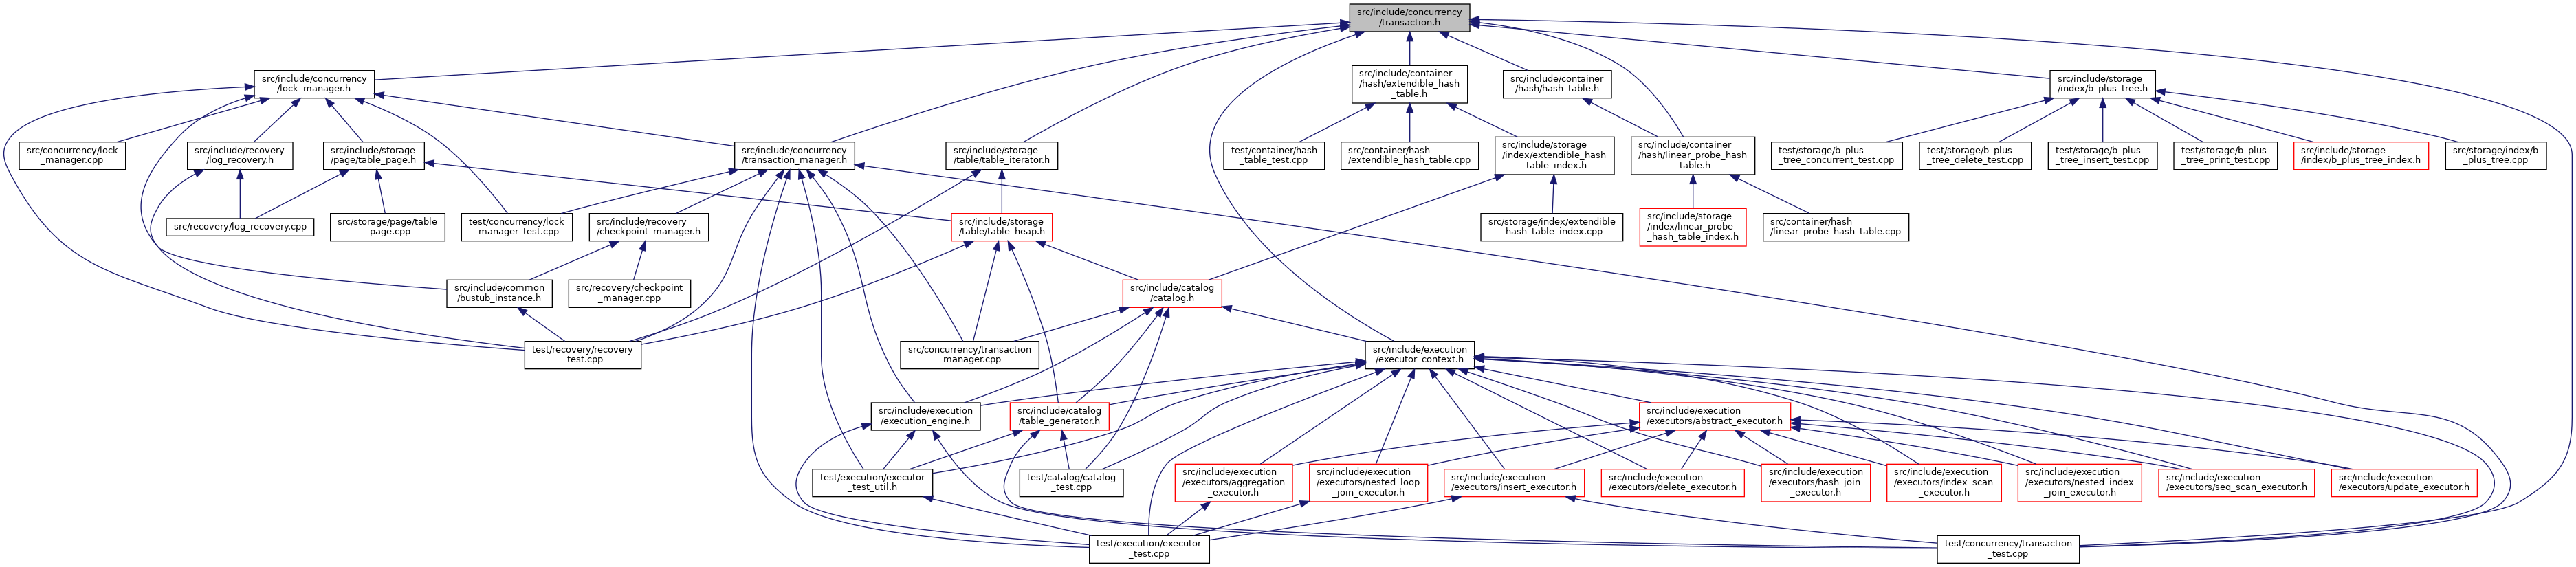 src/include/concurrency
/transaction.h
src/include/concurrency
/lock_manager.h
src/include/container
/hash/extendible_hash
_table.h
src/include/container
/hash/hash_table.h
src/include/storage
/index/b_plus_tree.h
src/concurrency/lock
_manager.cpp
src/include/recovery
/log_recovery.h
src/include/storage
/page/table_page.h
src/include/concurrency
/transaction_manager.h
src/include/storage
/table/table_iterator.h
test/container/hash
_table_test.cpp
src/container/hash
/extendible_hash_table.cpp
src/include/storage
/index/extendible_hash
_table_index.h
src/include/container
/hash/linear_probe_hash
_table.h
test/storage/b_plus
_tree_concurrent_test.cpp
test/storage/b_plus
_tree_delete_test.cpp
test/storage/b_plus
_tree_insert_test.cpp
test/storage/b_plus
_tree_print_test.cpp
src/include/storage
/index/b_plus_tree_index.h
src/storage/index/b
_plus_tree.cpp
src/recovery/log_recovery.cpp
src/storage/page/table
_page.cpp
test/concurrency/lock
_manager_test.cpp
src/include/recovery
/checkpoint_manager.h
src/include/storage
/table/table_heap.h
src/storage/index/extendible
_hash_table_index.cpp
src/include/storage
/index/linear_probe
_hash_table_index.h
src/container/hash
/linear_probe_hash_table.cpp
src/include/common
/bustub_instance.h
src/recovery/checkpoint
_manager.cpp
src/include/catalog
/catalog.h
test/recovery/recovery
_test.cpp
src/concurrency/transaction
_manager.cpp
src/include/execution
/executor_context.h
src/include/execution
/execution_engine.h
src/include/catalog
/table_generator.h
src/include/execution
/executors/abstract_executor.h
test/execution/executor
_test_util.h
test/catalog/catalog
_test.cpp
src/include/execution
/executors/aggregation
_executor.h
src/include/execution
/executors/nested_loop
_join_executor.h
src/include/execution
/executors/insert_executor.h
src/include/execution
/executors/delete_executor.h
src/include/execution
/executors/hash_join
_executor.h
src/include/execution
/executors/index_scan
_executor.h
src/include/execution
/executors/nested_index
_join_executor.h
src/include/execution
/executors/seq_scan_executor.h
src/include/execution
/executors/update_executor.h
test/execution/executor
_test.cpp
test/concurrency/transaction
_test.cpp